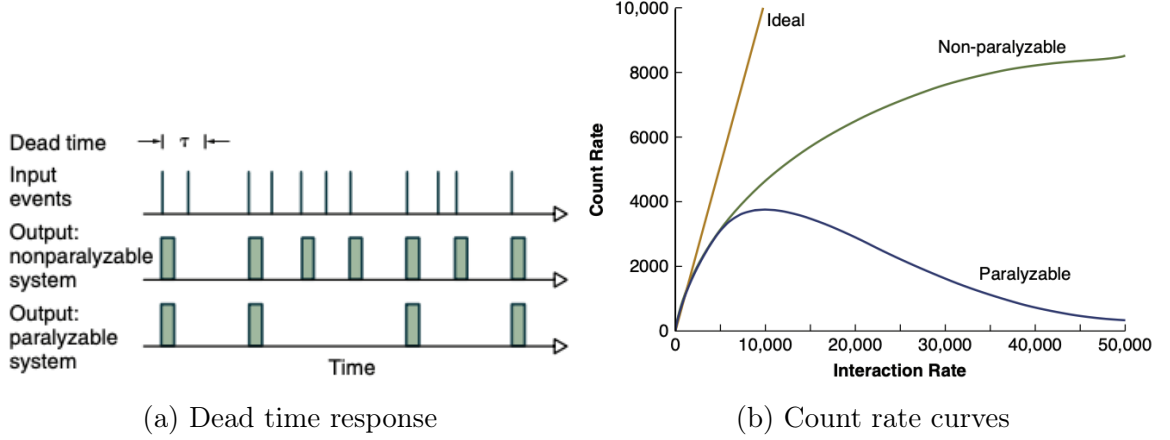 Dead time
τ
Input
events
Output:
nonparalyzable
system
Output:
paralyzable
system
Time
(a) Dead time response
10,000
8000
6000
4000
2000
0
Count Rate
Ideal
Non-paralyzable
Paralyzable
0
10,000
20,000
30,000
40,000
50,000
Interaction Rate
(b) Count rate curves